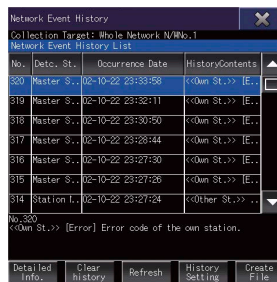 Network Event History
Collection Target: Whole Network N/WNo.1
Network Event History List
No. Detc. St. Occurrence Date HistoryContents
320 Master S.. 02-10-22 23:33:58 <<Own St.>> [E..
319 Master S.. 02-10-22 23:32:11 <<Own St.>> [E..
318 Master S.. 02-10-22 23:30:50 <<Own St.>> [E..
317 Master S.. 02-10-22 23:28:44 <<Own St.>> [E..
316 Master S.. 02-10-22 23:27:30 <<Own St.>> [E..
315 Master S.. 02-10-22 23:27:26 <<Own St.>> [E..
314 Station N.. 02-10-22 23:27:24 <<Other St.>> ..
No.320
<<Own St.>> [Error] Error code of the own station.
Detailed Info. Clear history Refresh History Setting Create File